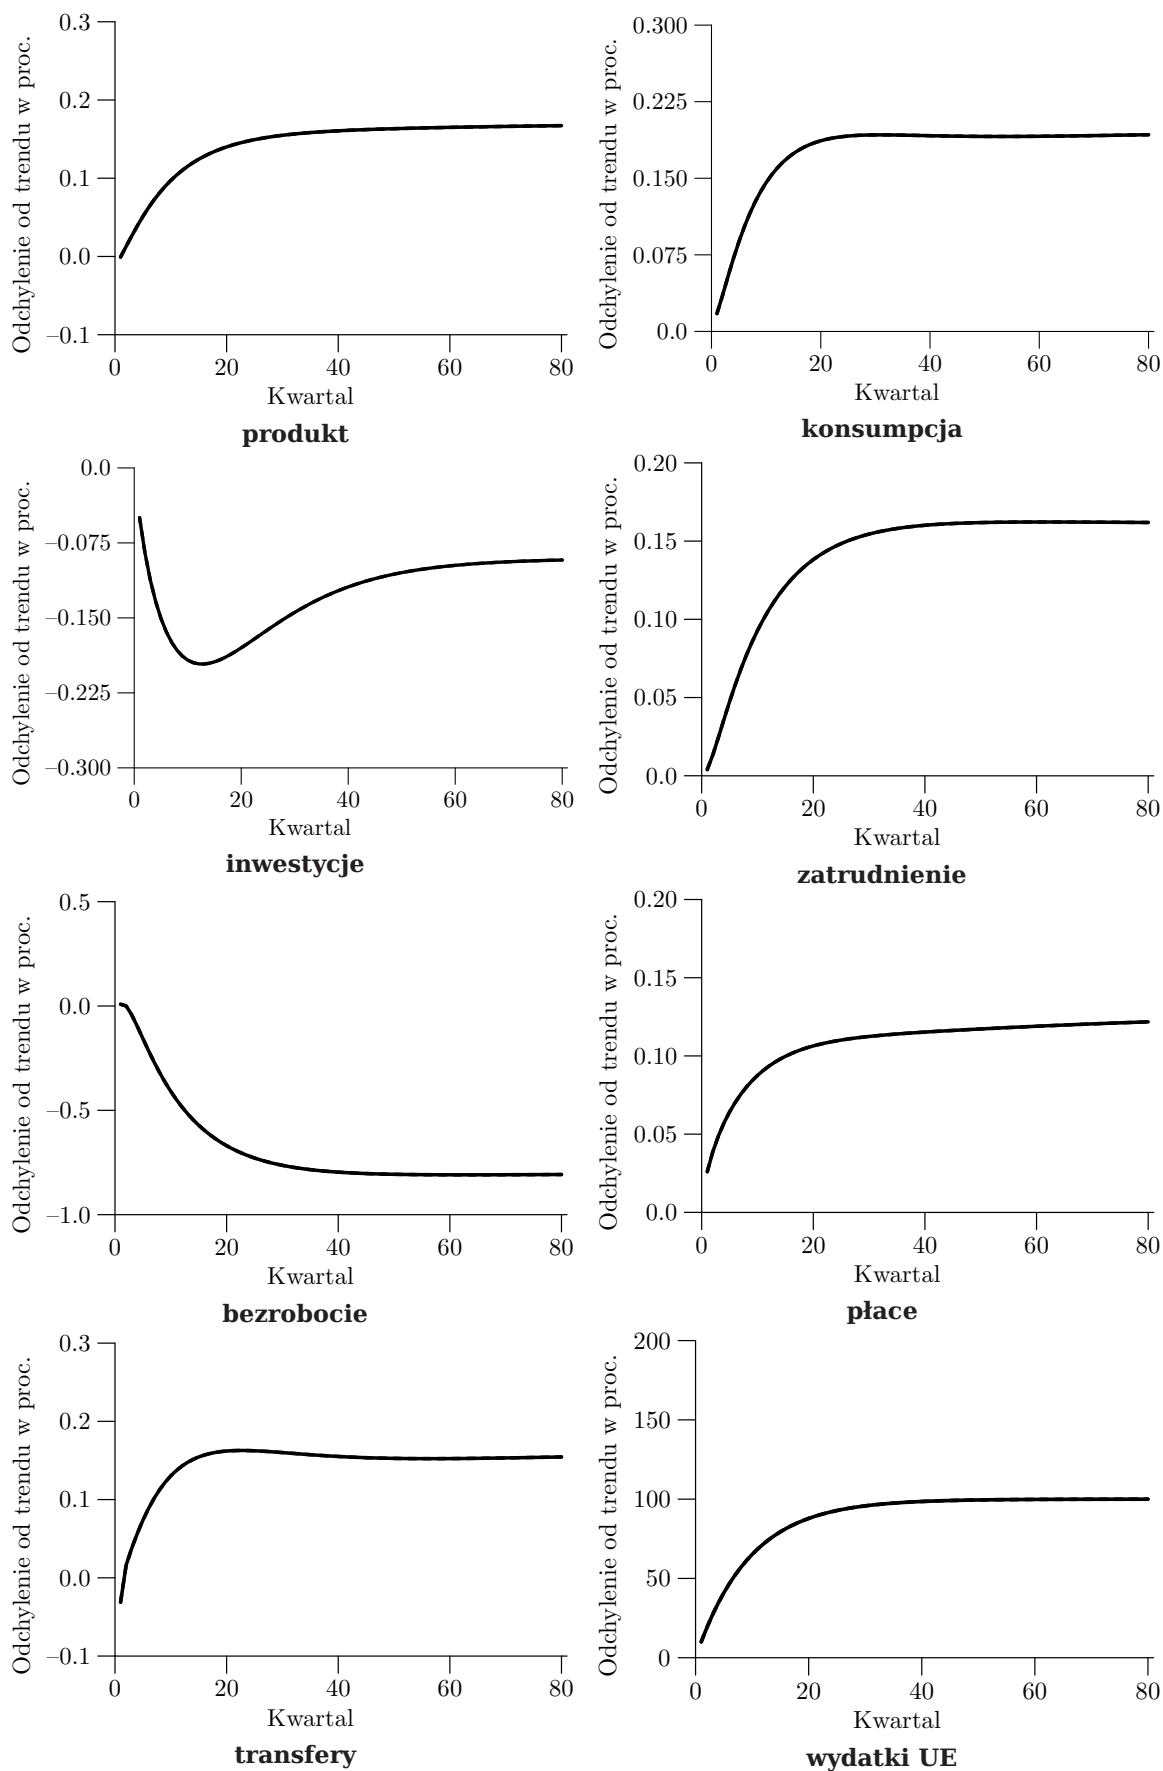 Odchylenie od trendu w proc.
0.3
0.2
0.1
0.0
–0.1
0 20 40 60 80
Kwartal
produkt
Odchylenie od trendu w proc.
0.300
0.225
0.150
0.075
0.0
0 20 40 60 80
Kwartal
konsumpcja
Odchylenie od trendu w proc.
0.0
–0.075
–0.150
–0.225
–0.300
0 20 40 60 80
Kwartal
inwestycje
Odchylenie od trendu w proc.
0.20
0.15
0.10
0.05
0.0
0 20 40 60 80
Kwartal
zatrudnienie
Odchylenie od trendu w proc.
0.5
0.0
–0.5
–1.0
0 20 40 60 80
Kwartal
bezrobocie
Odchylenie od trendu w proc.
0.20
0.15
0.10
0.05
0.0
0 20 40 60 80
Kwartal
płace
Odchylenie od trendu w proc.
0.3
0.2
0.1
0.0
–0.1
0 20 40 60 80
Kwartal
transfery
Odchylenie od trendu w proc.
200
150
100
50
0
0 20 40 60 80
Kwartal
wydatki UE